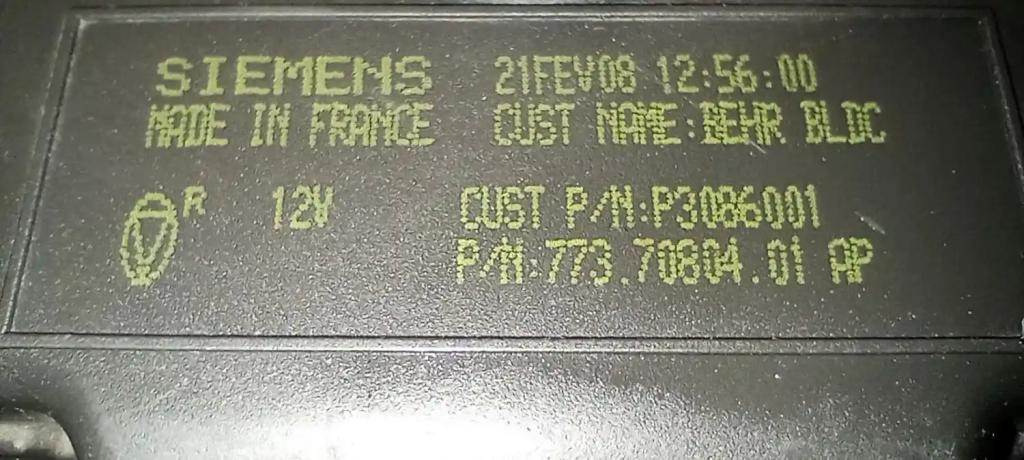 SIEMENS 21FEV08 12:56:00
MADE IN FRANCE CUST NAME:BEHR BLDC
R 12V CUST P/N:P3086001
P/N:773.70804.01 AP